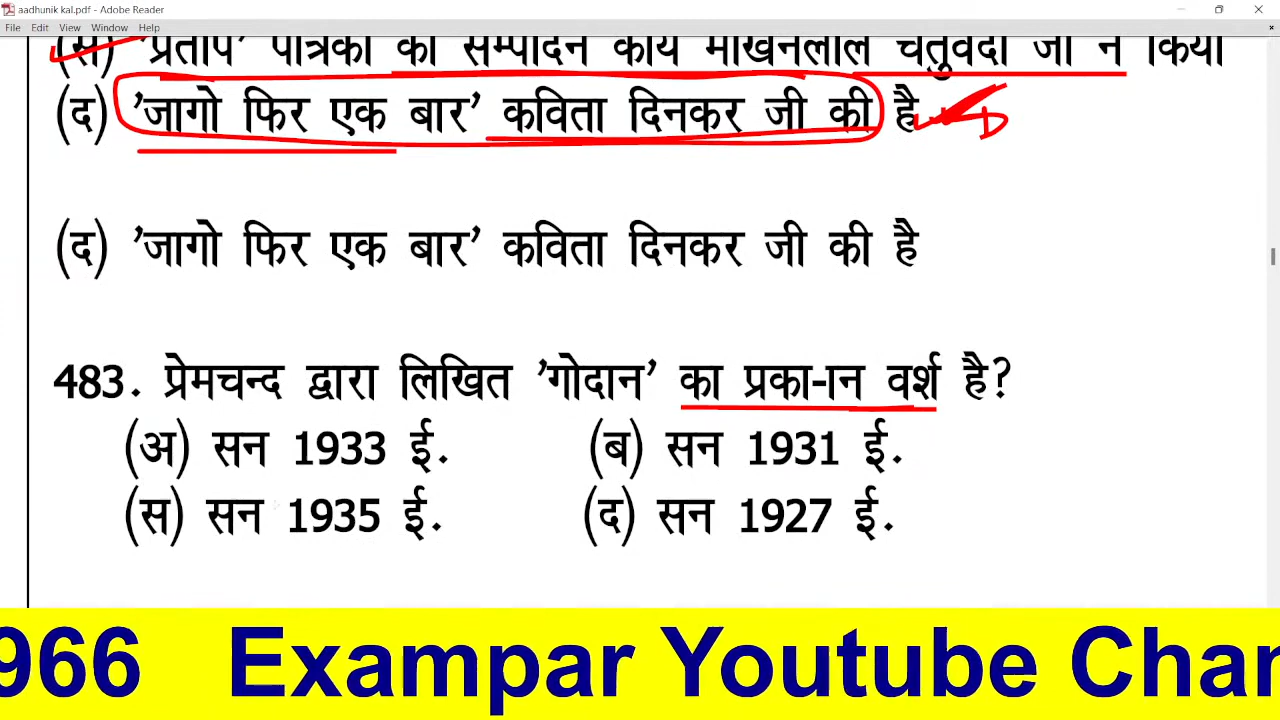 aadhunik kal.pdf - Adobe Reader
File Edit View Window Help
(स) 'प्रताप' पत्रिका का सम्पादन कार्य माखनलाल चतुर्वेदी जी ने किया
(द) 'जागो फिर एक बार' कविता दिनकर जी की है
(द) 'जागो फिर एक बार' कविता दिनकर जी की है
483. प्रेमचन्द द्वारा लिखित 'गोदान' का प्रका-ान वर्श है?
(अ) सन 1933 ई. (ब) सन 1931 ई.
(स) सन 1935 ई. (द) सन 1927 ई.
966 Exampar Youtube Chan